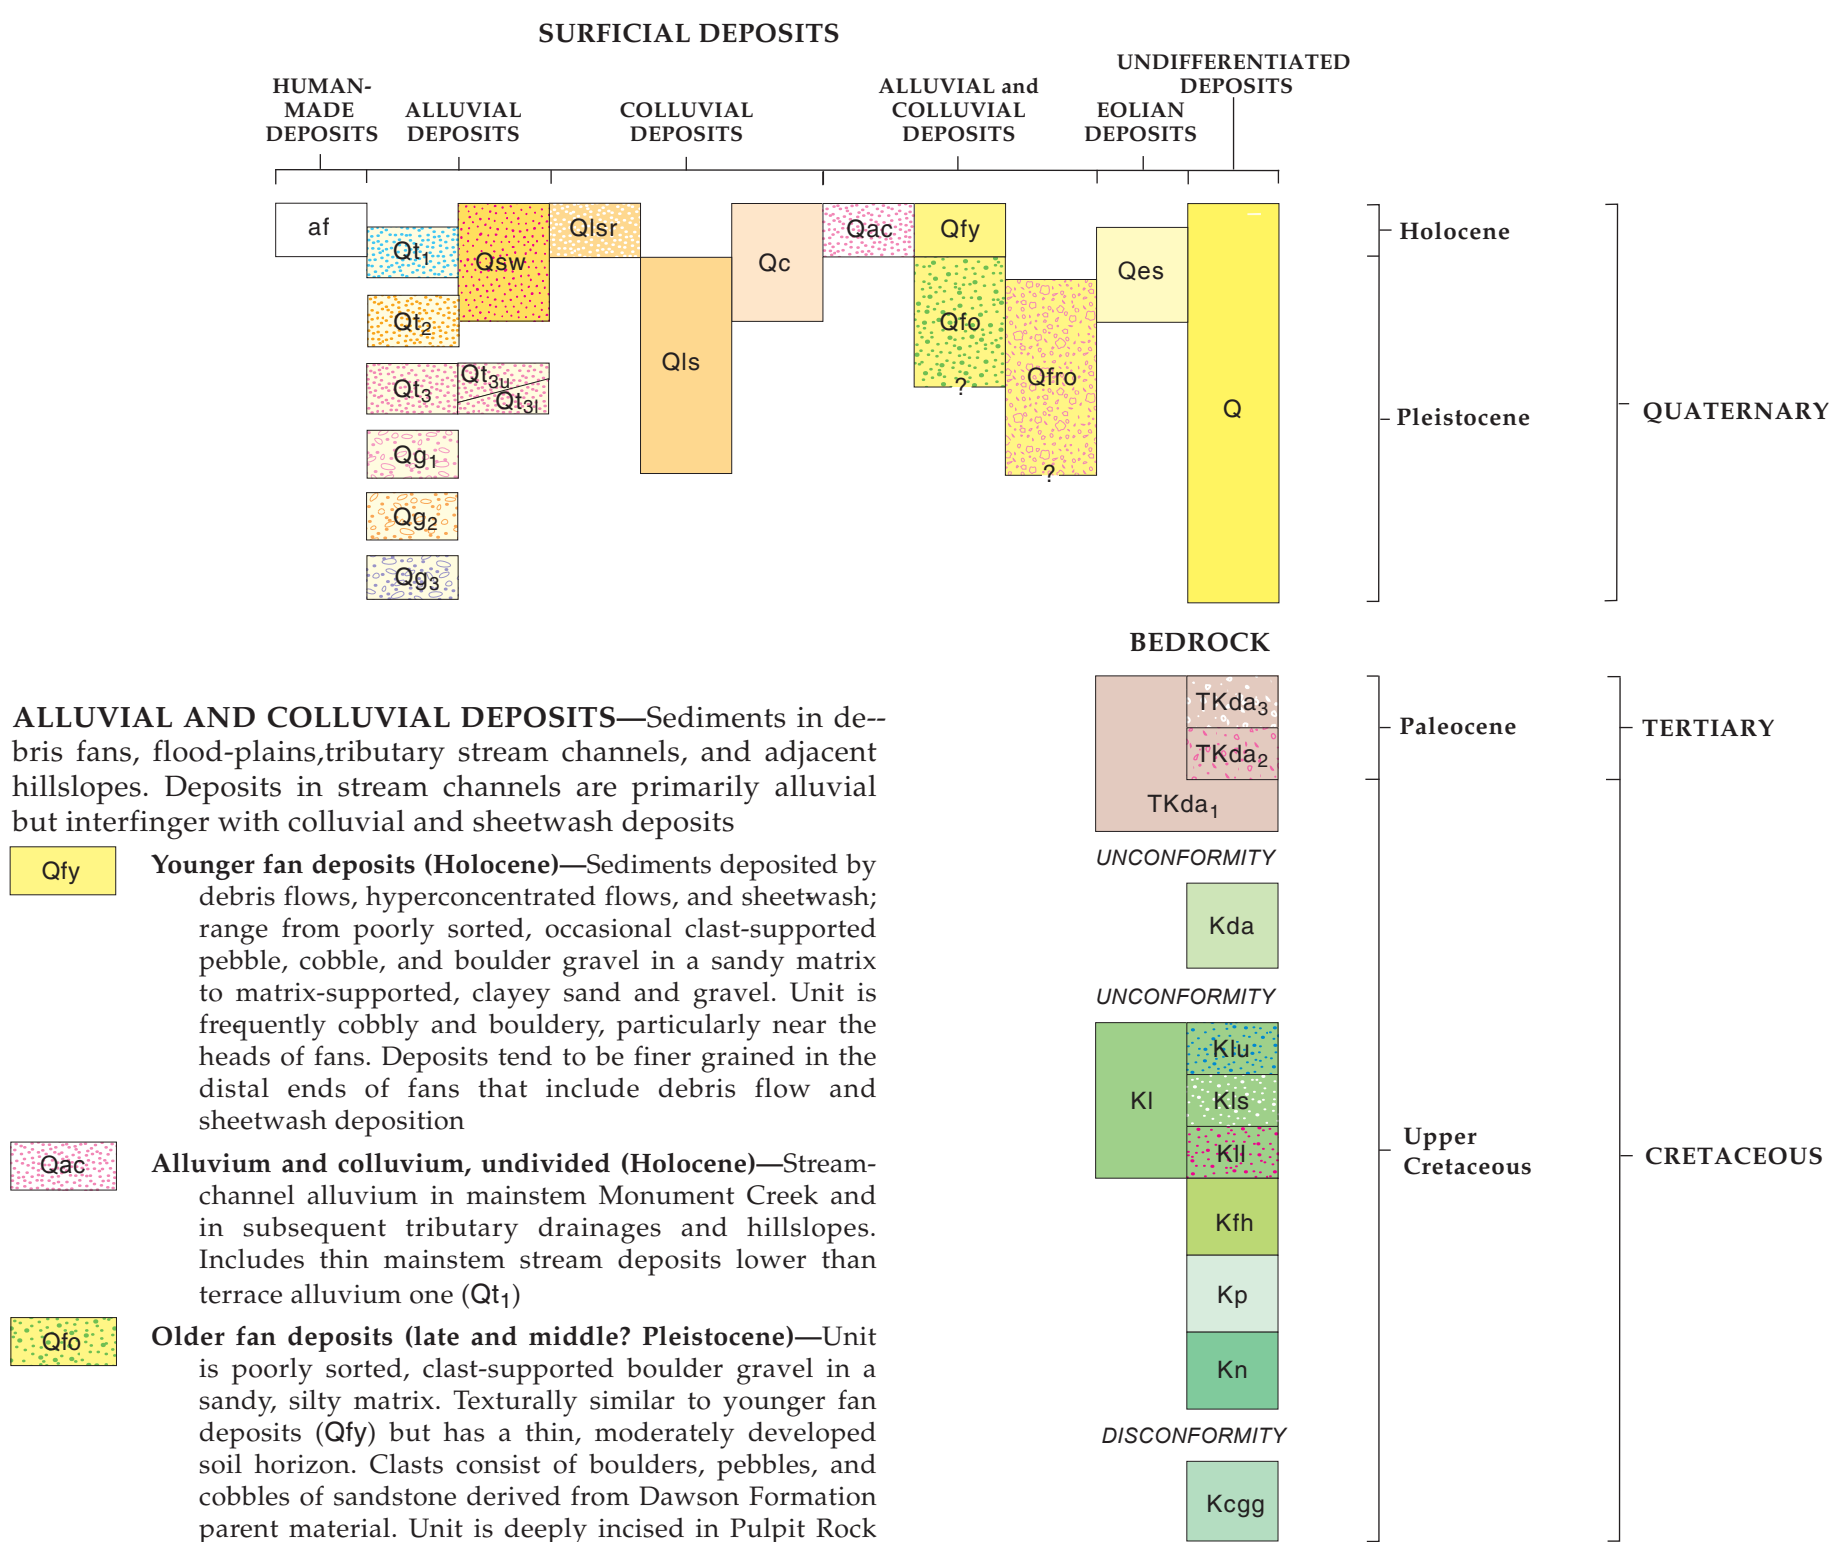 SURFICIAL DEPOSITS
UNDIFFERENTIATED
DEPOSITS
HUMAN-
MADE
DEPOSITS
ALLUVIAL
DEPOSITS
COLLUVIAL
DEPOSITS
ALLUVIAL and
COLLUVIAL
DEPOSITS
EOLIAN
DEPOSITS
af
Qt1
Qsw
Qlsr
Qc
Qac
Qfy
Qes
Holocene
Qt2
Qls
Qfo
?
Qfro
?
Q
Qt3
Qt3u
Qt3l
Pleistocene
QUATERNARY
Qg1
Qg2
Qg3
BEDROCK
TKda3
TKda2
TKda1
Paleocene
TERTIARY
UNCONFORMITY
Kda
UNCONFORMITY
Kl
Klu
Kls
Kll
Upper
Cretaceous
CRETACEOUS
Kfh
Kp
Kn
DISCONFORMITY
Kcgg
ALLUVIAL AND COLLUVIAL DEPOSITS—Sediments in de--
bris fans, flood-plains,tributary stream channels, and adjacent
hillslopes. Deposits in stream channels are primarily alluvial
but interfinger with colluvial and sheetwash deposits
Qfy
Younger fan deposits (Holocene)—Sediments deposited by
debris flows, hyperconcentrated flows, and sheetwash;
range from poorly sorted, occasional clast-supported
pebble, cobble, and boulder gravel in a sandy matrix
to matrix-supported, clayey sand and gravel. Unit is
frequently cobbly and bouldery, particularly near the
heads of fans. Deposits tend to be finer grained in the
distal ends of fans that include debris flow and
sheetwash deposition
Qac
Alluvium and colluvium, undivided (Holocene)—Stream-
channel alluvium in mainstem Monument Creek and
in subsequent tributary drainages and hillslopes.
Includes thin mainstem stream deposits lower than
terrace alluvium one (Qt1)
Qfo
Older fan deposits (late and middle? Pleistocene)—Unit
is poorly sorted, clast-supported boulder gravel in a
sandy, silty matrix. Texturally similar to younger fan
deposits (Qfy) but has a thin, moderately developed
soil horizon. Clasts consist of boulders, pebbles, and
cobbles of sandstone derived from Dawson Formation
parent material. Unit is deeply incised in Pulpit Rock